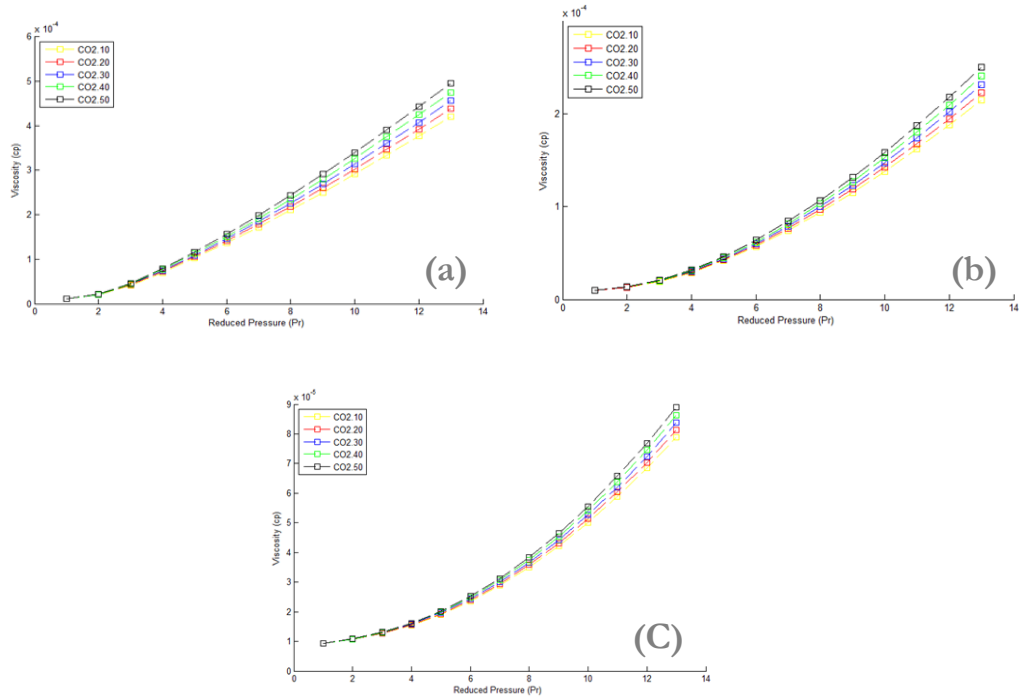 x 10⁻⁴
6
5
4
3
2
1
0
Viscosity (cp)
CO2.10
CO2.20
CO2.30
CO2.40
CO2.50
(a)
0 2 4 6 8 10 12 14
Reduced Pressure (Pr)
x 10⁻⁴
2
1
0
Viscosity (cp)
CO2.10
CO2.20
CO2.30
CO2.40
CO2.50
(b)
0 2 4 6 8 10 12 14
Reduced Pressure (Pr)
x 10⁻⁵
9
8
7
6
5
4
3
2
1
0
Viscosity (cp)
CO2.10
CO2.20
CO2.30
CO2.40
CO2.50
(C)
0 2 4 6 8 10 12 14
Reduced Pressure (Pr)